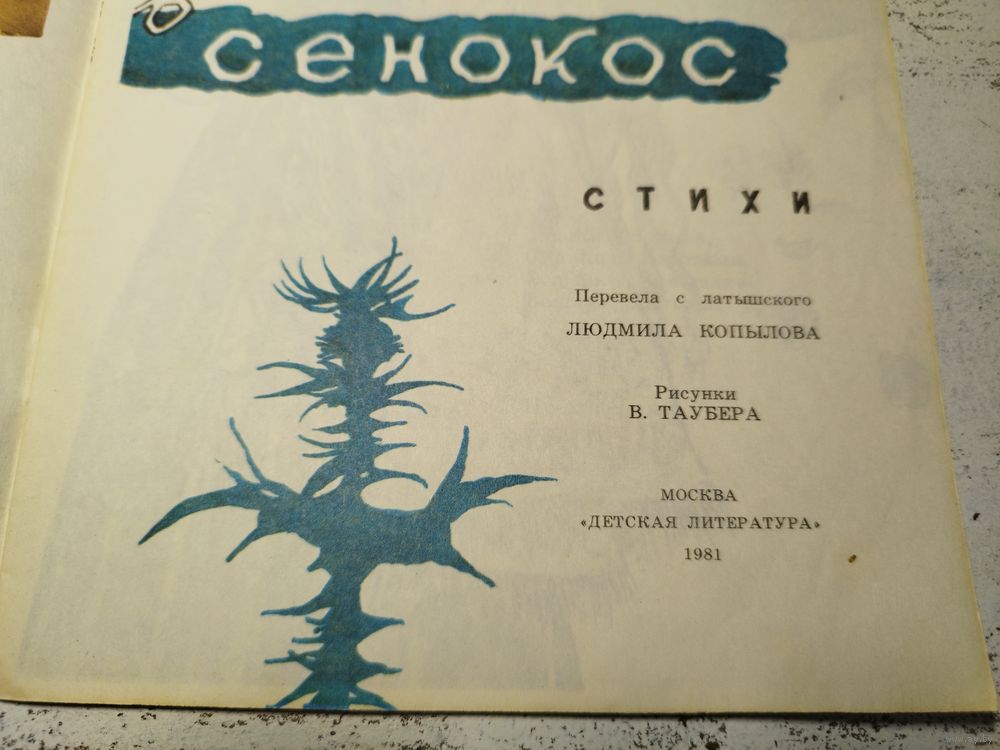 СЕНОКОС
СТИХИ
Перевела с латышского
ЛЮДМИЛА КОПЫЛОВА
Рисунки
В. ТАУБЕРА
МОСКВА
«ДЕТСКАЯ ЛИТЕРАТУРА»
1981